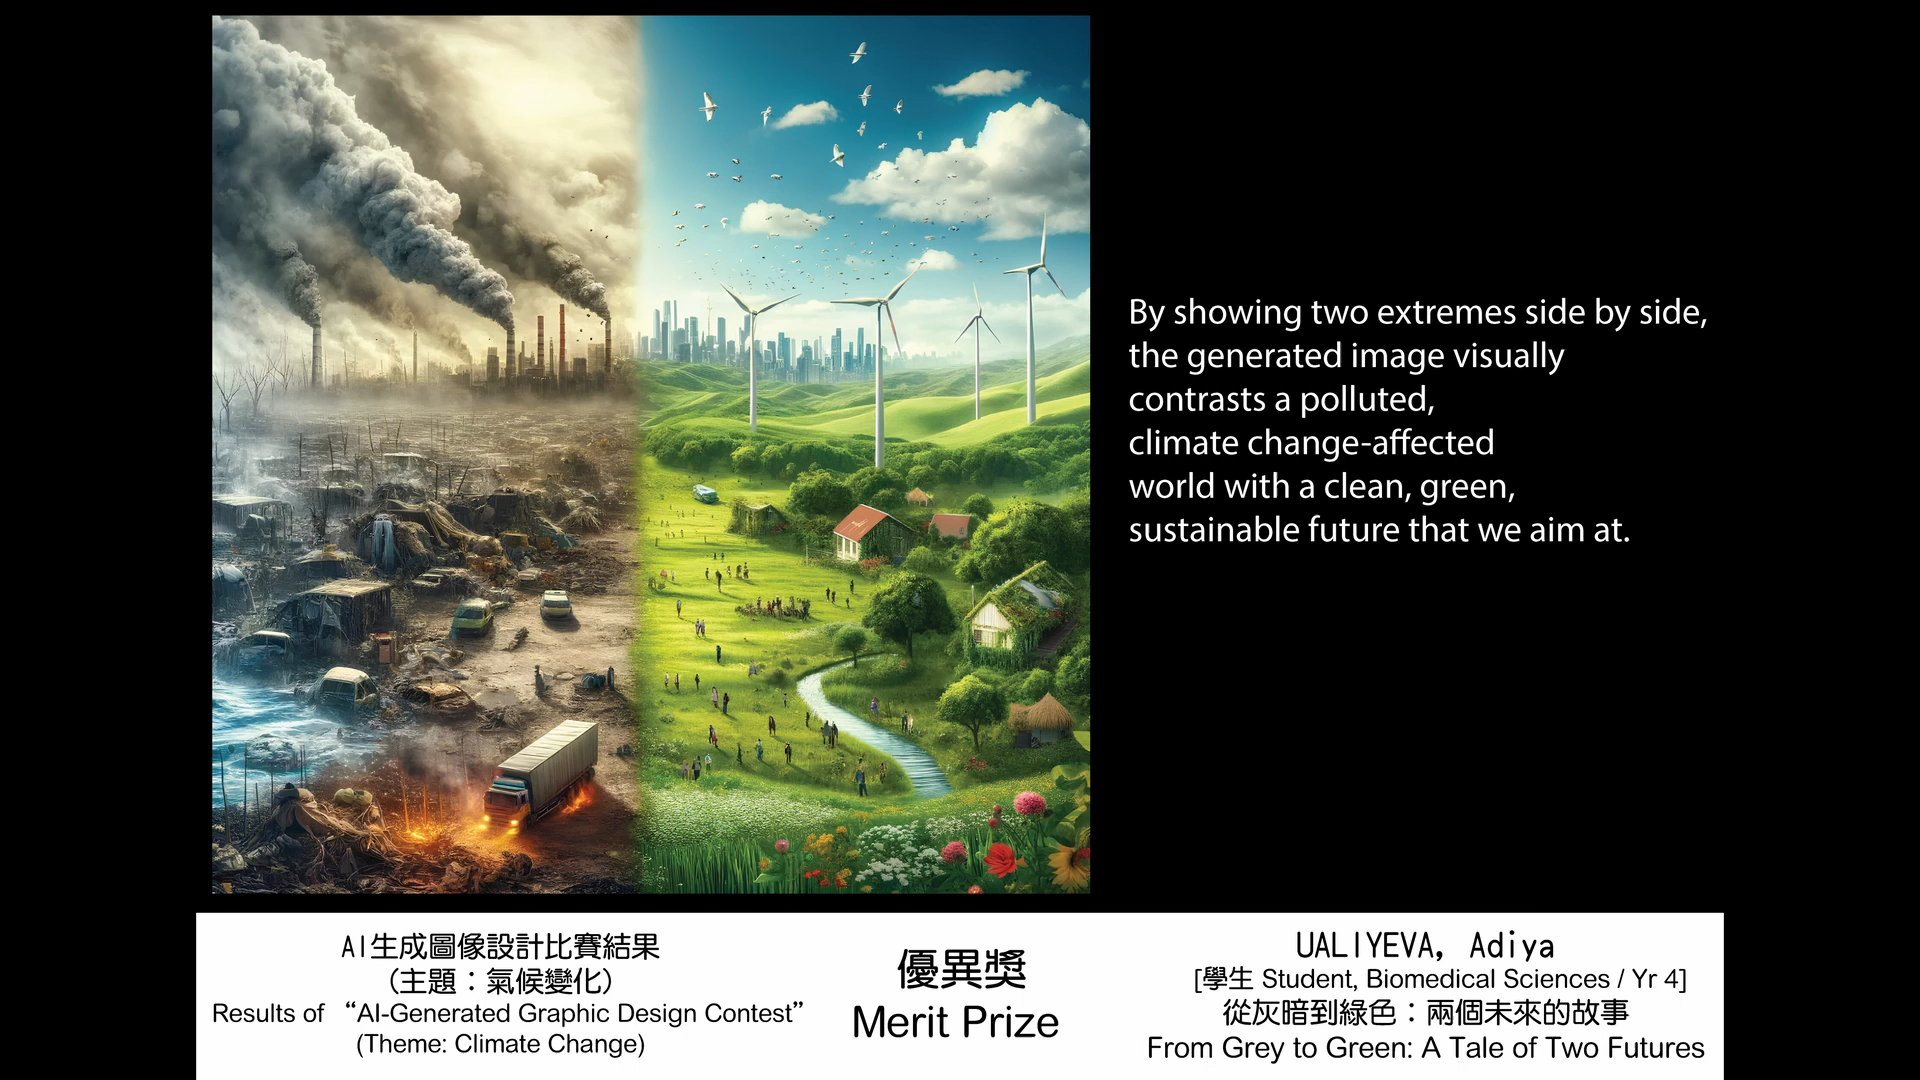 By showing two extremes side by side,
the generated image visually
contrasts a polluted,
climate change-affected
world with a clean, green,
sustainable future that we aim at.
AI生成圖像設計比賽結果
（主題：氣候變化）
Results of “AI-Generated Graphic Design Contest”
(Theme: Climate Change)
優異獎
Merit Prize
UALIYEVA, Adiya
[學生 Student, Biomedical Sciences / Yr 4]
從灰暗到綠色：兩個未來的故事
From Grey to Green: A Tale of Two Futures